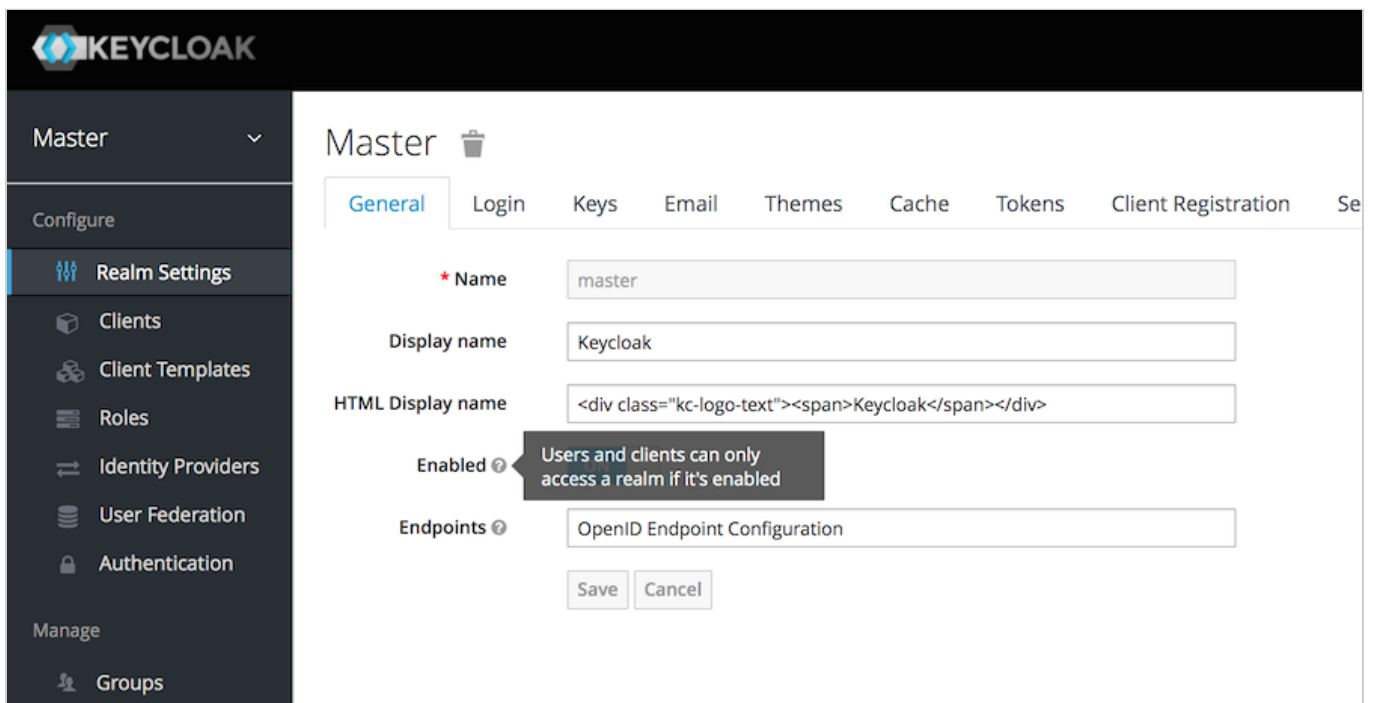 KEYCLOAK
Master
Configure
Realm Settings
Clients
Client Templates
Roles
Identity Providers
User Federation
Authentication
Manage
Groups
Master
General Login Keys Email Themes Cache Tokens Client Registration Se
* Name master
Display name Keycloak
HTML Display name <div class="kc-logo-text"><span>Keycloak</span></div>
Enabled ? Users and clients can only
access a realm if it's enabled
ON
Endpoints ? OpenID Endpoint Configuration
Save Cancel